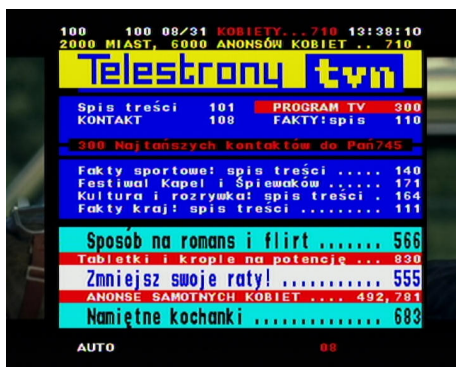 100 100 08/31 KOBIETY...710 13:38:10
2000 MIAST, 6000 ANONSÓW KOBIET .. 710
Telestrony tvn
Spis treści 101 PROGRAM TV 300
KONTAKT 108 FAKTY:spis 110
300 Najtańszych kontaktów do Pań745
Fakty sportowe: spis treści ..... 140
Festiwal Kapel i Śpiewaków ...... 171
Kultura i rozrywka: spis treści . 164
Fakty kraj: spis treści ......... 111
Sposób na romans i flirt ....... 566
Tabletki i krople na potencję ... 830
Zmniejsz swoje raty! ........... 555
ANONSE SAMOTNYCH KOBIET .... 492,781
Namiętne kochanki .............. 683
AUTO 08